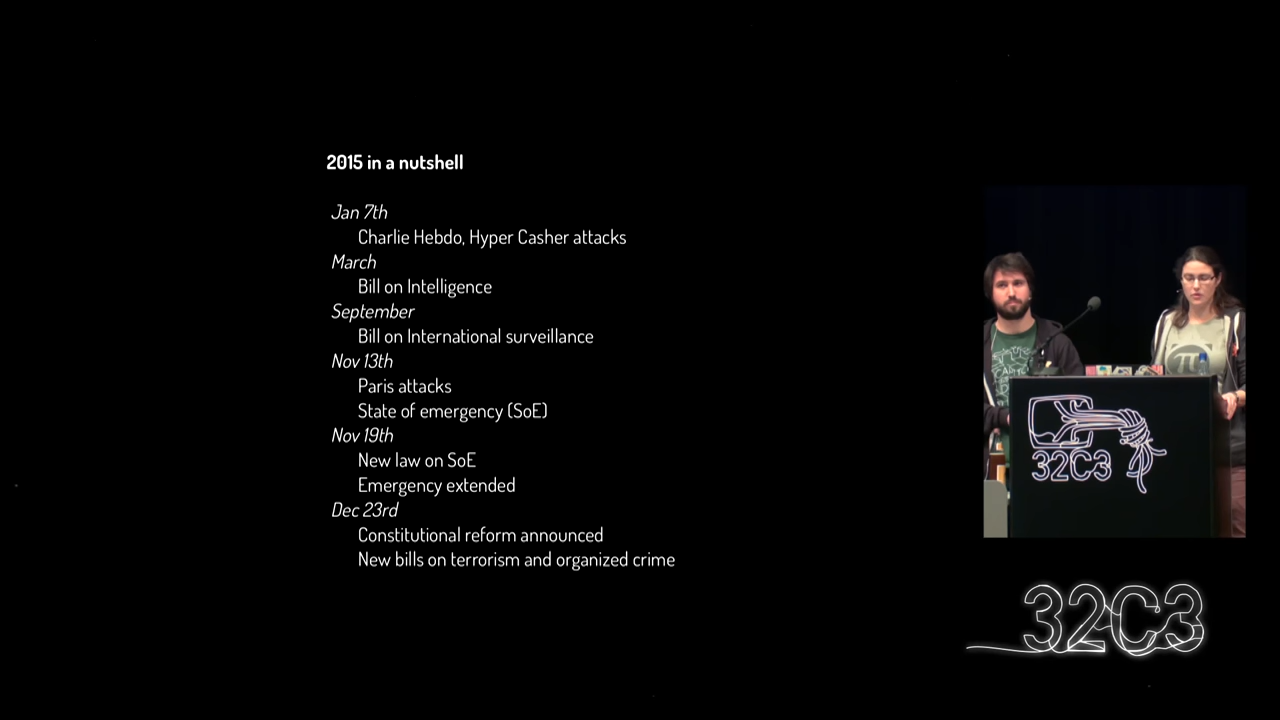 2015 in a nutshell
Jan 7th
Charlie Hebdo, Hyper Casher attacks
March
Bill on Intelligence
September
Bill on International surveillance
Nov 13th
Paris attacks
State of emergency (SoE)
Nov 19th
New law on SoE
Emergency extended
Dec 23rd
Constitutional reform announced
New bills on terrorism and organized crime
32C3
32C3